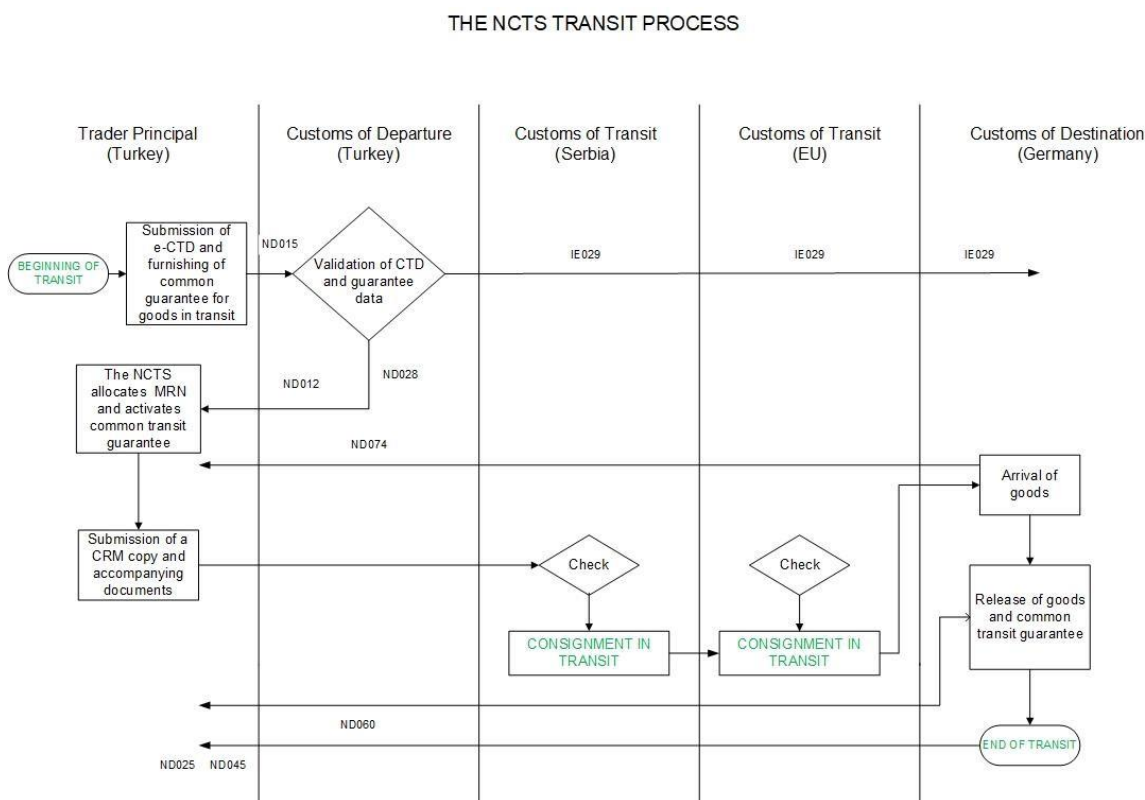 THE NCTS TRANSIT PROCESS
Trader Principal
(Turkey)
Customs of Departure
(Turkey)
Customs of Transit
(Serbia)
Customs of Transit
(EU)
Customs of Destination
(Germany)
BEGINNING OF
TRANSIT
Submission of
e-CTD and
furnishing of
common
guarantee for
goods in transit
ND015
Validation of CTD
and guarantee
data
IE029
IE029
IE029
The NCTS
allocates MRN
and activates
common transit
guarantee
ND012
ND028
ND074
Arrival of
goods
Submission of a
CRM copy and
accompanying
documents
Check
Check
Release of goods
and common
transit guarantee
CONSIGNMENT IN
TRANSIT
CONSIGNMENT IN
TRANSIT
ND060
END OF TRANSIT
ND025
ND045